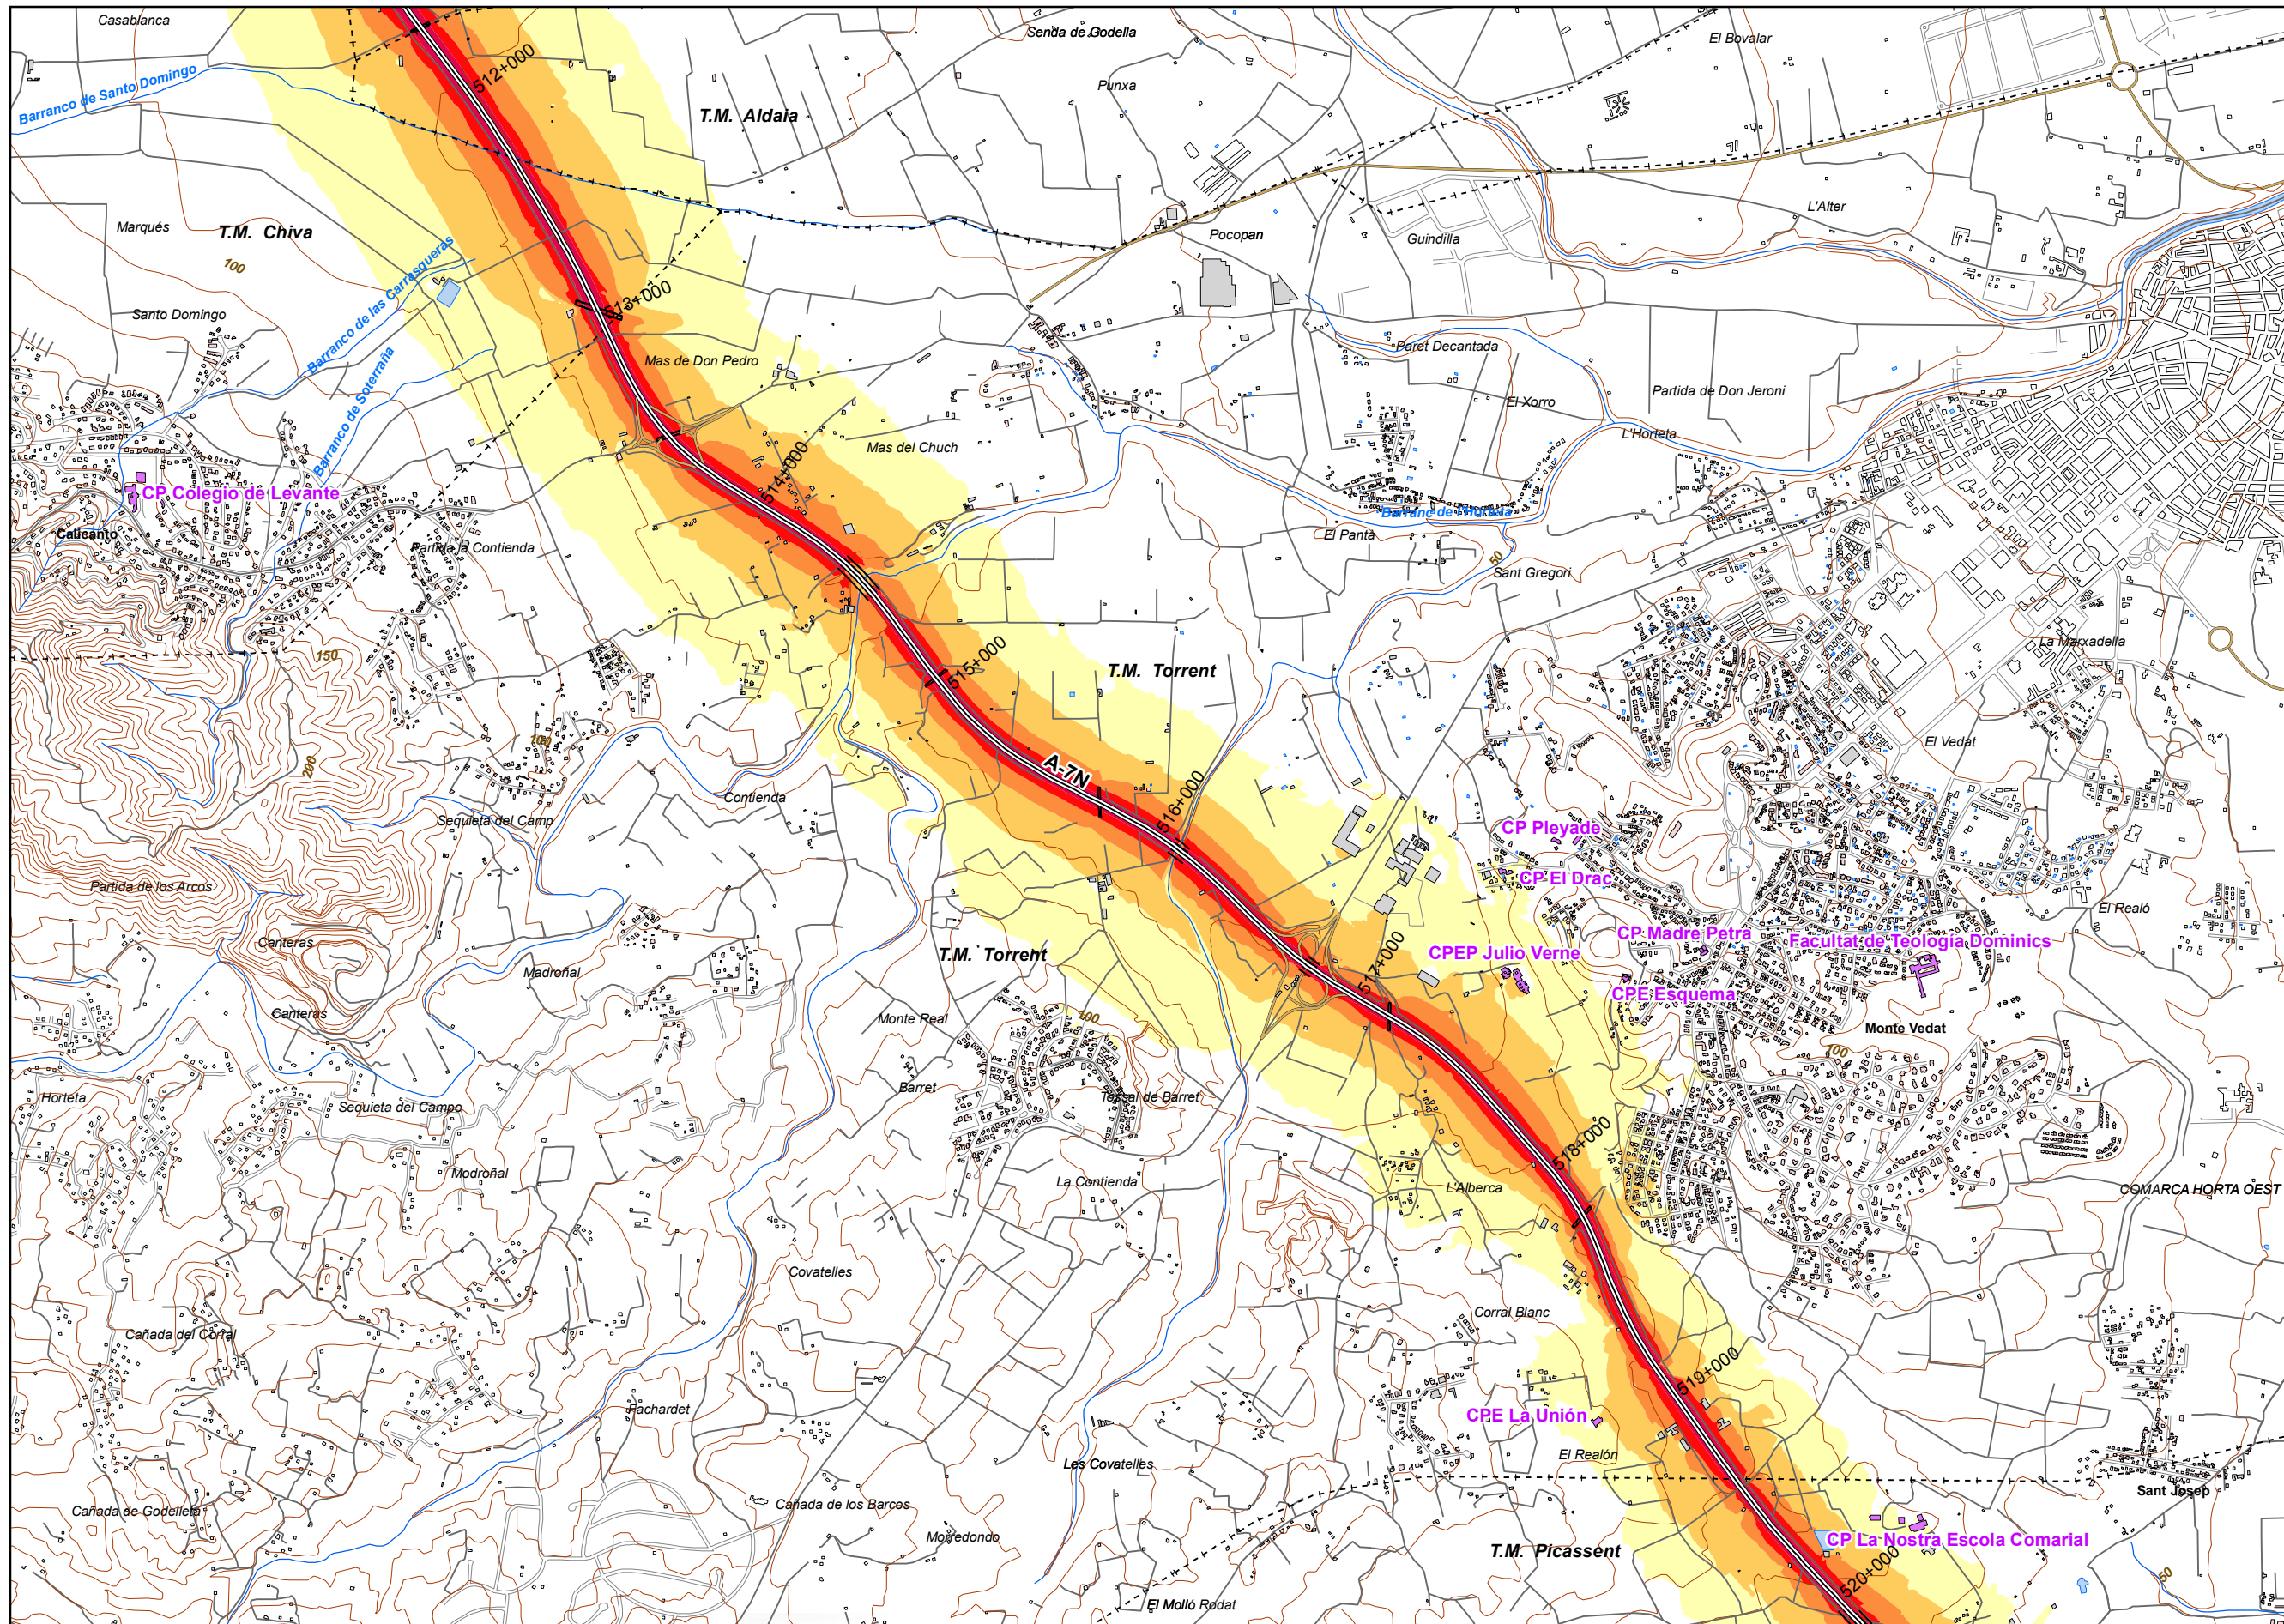 Casablanca
Senda de Godella
El Bovalar
512+000
Barranco de Santo Domingo
Punxa
T.M. Aldaia
L'Alter
Marqués
T.M. Chiva
Pocopan
Guindilla
100
Barranco de las Carrasqueras
513+000
Santo Domingo
Paret Decantada
Mas de Don Pedro
Barranco de Soterraña
Partida de Don Jeroni
El Xorro
L'Horteta
Mas del Chuch
514+000
CP Colegio de Levante
Barranc de l'Horteta
Calicanto
El Pantà
Partida la Contienda
50
Sant Gregori
La Marxadella
150
515+000
T.M. Torrent
100
El Vedat
200
A-7N
Contienda
516+000
Sequieta del Camp
CP Pleyade
CP El Drac
Partida de los Arcos
El Realó
CP Madre Petra
Facultat de Teologia Dominics
Canteras
T.M. Torrent
CPEP Julio Verne
517+000
Madroñal
CPE Esquema
Canteras
Monte Real
100
Monte Vedat
100
Barret
Horteta
Tossal de Barret
Sequieta del Campo
518+000
Modroñal
La Contienda
L'Alberca
COMARCA HORTA OEST
Covatelles
Corral Blanc
Cañada del Corral
519+000
Fachardet
CPE La Unión
El Realón
Les Covatelles
Sant Josep
Cañada de los Barcos
Cañada de Godelleta
Morredondo
CP La Nostra Escola Comarial
T.M. Picassent
520+000
50
El Molló Rodat